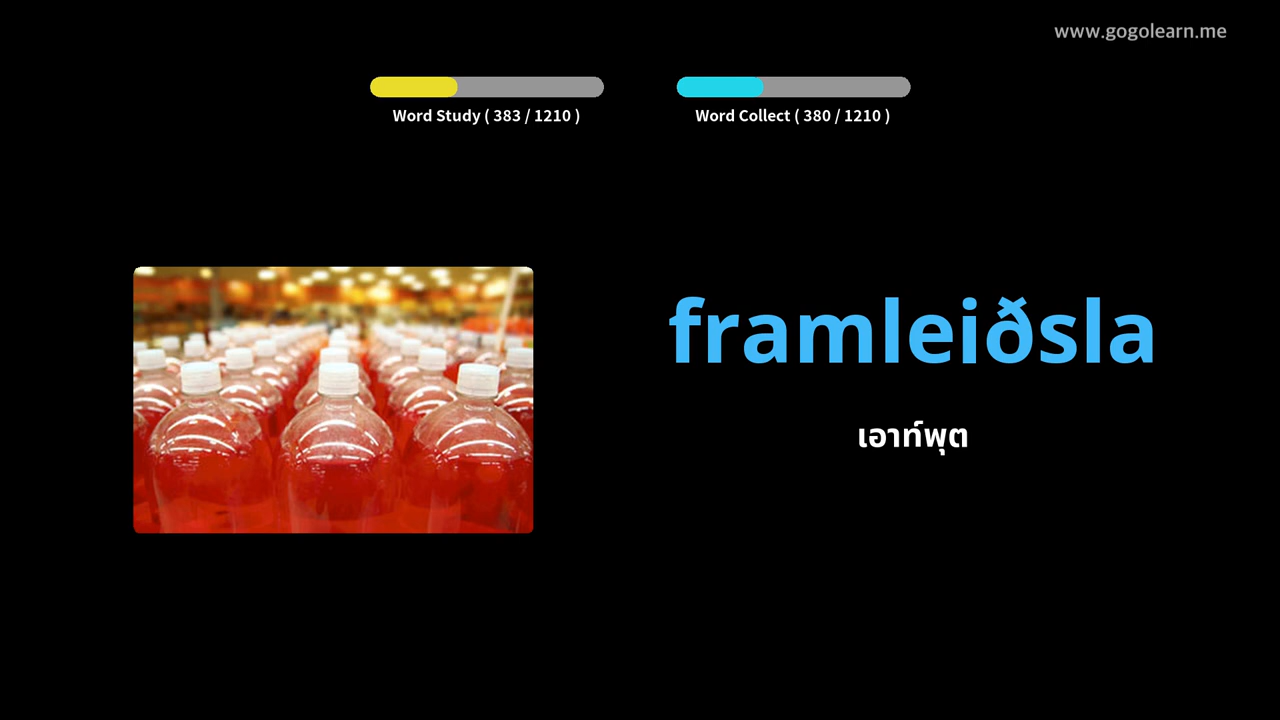 www.gogolearn.me
Word Study ( 383 / 1210 )
Word Collect ( 380 / 1210 )
framleiðsla
เอาท์พุต